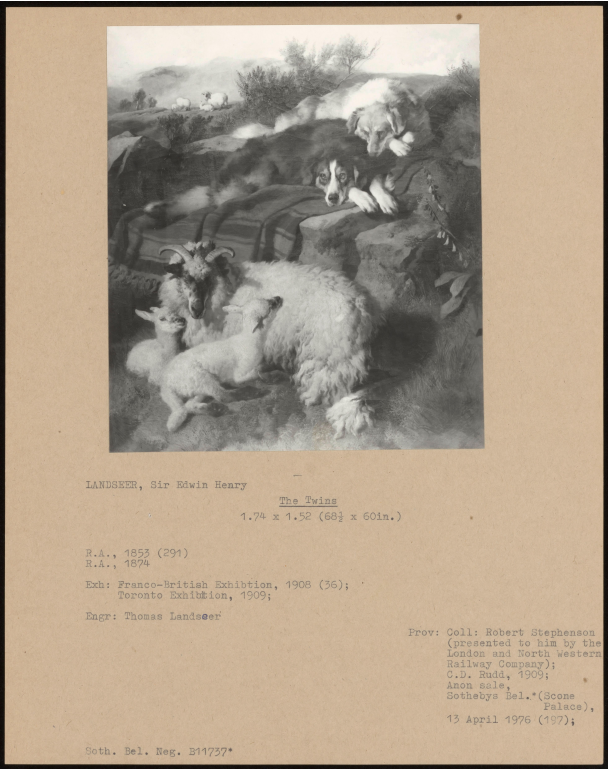 LANDSKER, Sir Edwin Henry
The Twins
1.74 x 1.52 (68½ x 60in.)
R.A., 1853 (291)
R.A., 1874
Exh: Franco-British Exhibtion, 1908 (36);
Toronto Exhibtion, 1909;
Engr: Thomas Landseer
Prov: Coll: Robert Stephenson
(presented to him by the
London and North Western
Railway Company);
C.D. Rudd, 1909;
Anon sale,
Sothebys Bel.*(Scone
Palace),
13 April 1976 (197);
Soth. Bel. Neg. B11737*